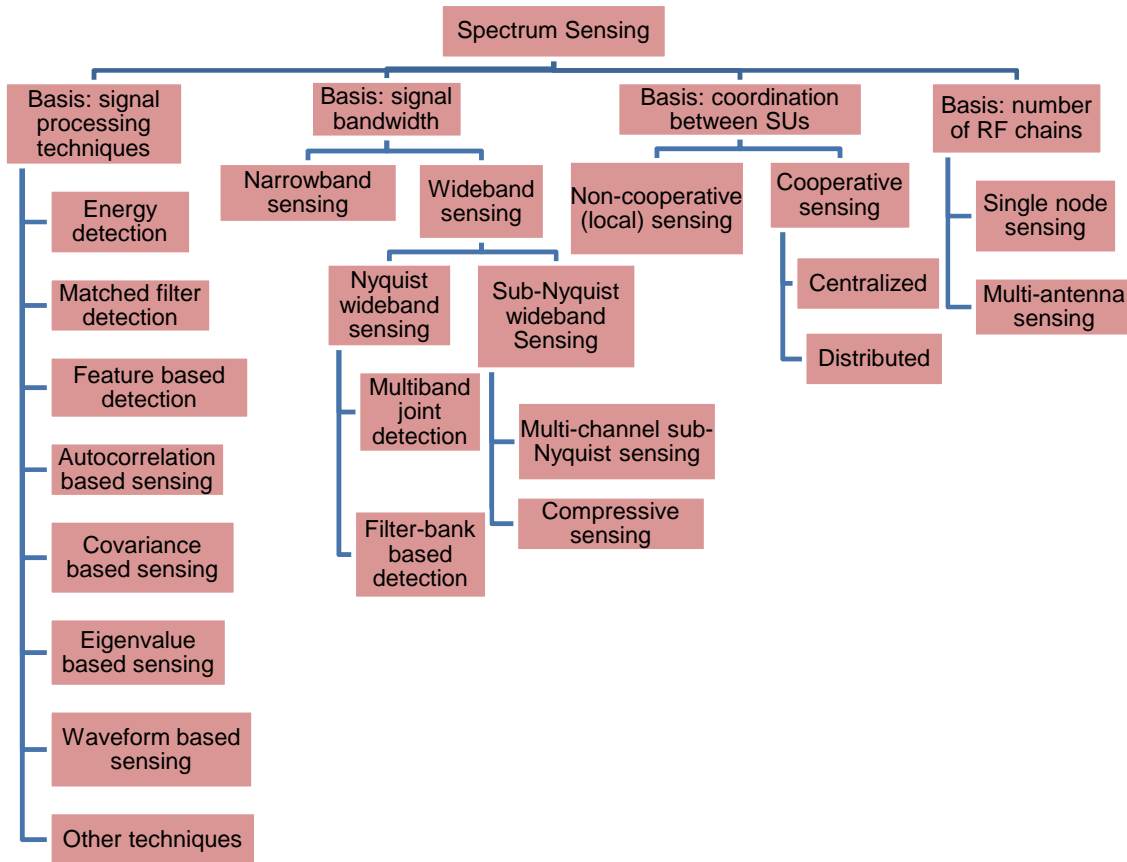 Spectrum Sensing
Basis: signal
processing
techniques
Energy
detection
Matched filter
detection
Feature based
detection
Autocorrelation
based sensing
Covariance
based sensing
Eigenvalue
based sensing
Waveform based
sensing
Other techniques
Basis: signal
bandwidth
Narrowband
sensing
Wideband
sensing
Nyquist
wideband
sensing
Multiband
joint
detection
Filter-bank
based
detection
Sub-Nyquist
wideband
Sensing
Multi-channel sub-
Nyquist sensing
Compressive
sensing
Basis: coordination
between SUs
Non-cooperative
(local) sensing
Cooperative
sensing
Centralized
Distributed
Basis: number
of RF chains
Single node
sensing
Multi-antenna
sensing